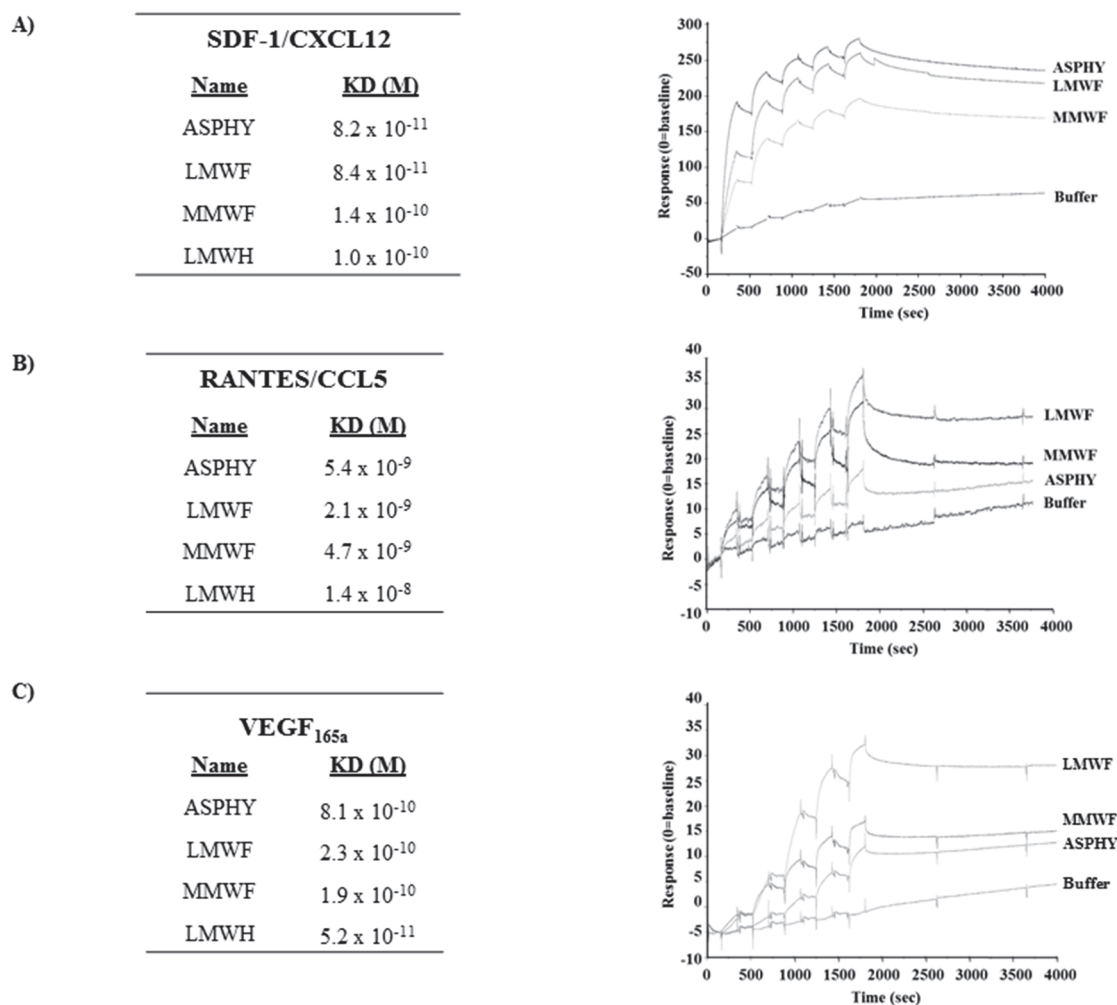 A)
SDF-1/CXCL12
Name KD (M)
ASPHY 8.2 x 10⁻¹¹
LMWF 8.4 x 10⁻¹¹
MMWF 1.4 x 10⁻¹⁰
LMWH 1.0 x 10⁻¹⁰
Response (0=baseline)
300
250
200
150
100
50
0
-50
ASPHY
LMWF
MMWF
Buffer
0 500 1000 1500 2000 2500 3000 3500 4000
Time (sec)
B)
RANTES/CCL5
Name KD (M)
ASPHY 5.4 x 10⁻⁹
LMWF 2.1 x 10⁻⁹
MMWF 4.7 x 10⁻⁹
LMWH 1.4 x 10⁻⁸
Response (0=baseline)
40
35
30
25
20
15
10
5
0
-5
-10
LMWF
MMWF
ASPHY
Buffer
0 500 1000 1500 2000 2500 3000 3500 4000
Time (sec)
C)
VEGF₁₆₅ₐ
Name KD (M)
ASPHY 8.1 x 10⁻¹⁰
LMWF 2.3 x 10⁻¹⁰
MMWF 1.9 x 10⁻¹⁰
LMWH 5.2 x 10⁻¹¹
Response (0=baseline)
40
35
30
25
20
15
10
5
0
-5
-10
LMWF
MMWF
ASPHY
Buffer
0 500 1000 1500 2000 2500 3000 3500 4000
Time (sec)